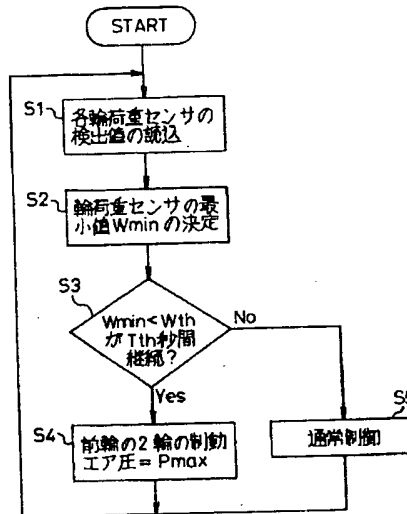 START
S1
各輪荷重センサの
検出値の読込
S2
輪荷重センサの最
小値Wminの決定
S3
Wmin<Wth
がTth秒間
継続?
No
Yes
S4
前輪の2輪の制動
エア圧=Pmax
S5
通常制御